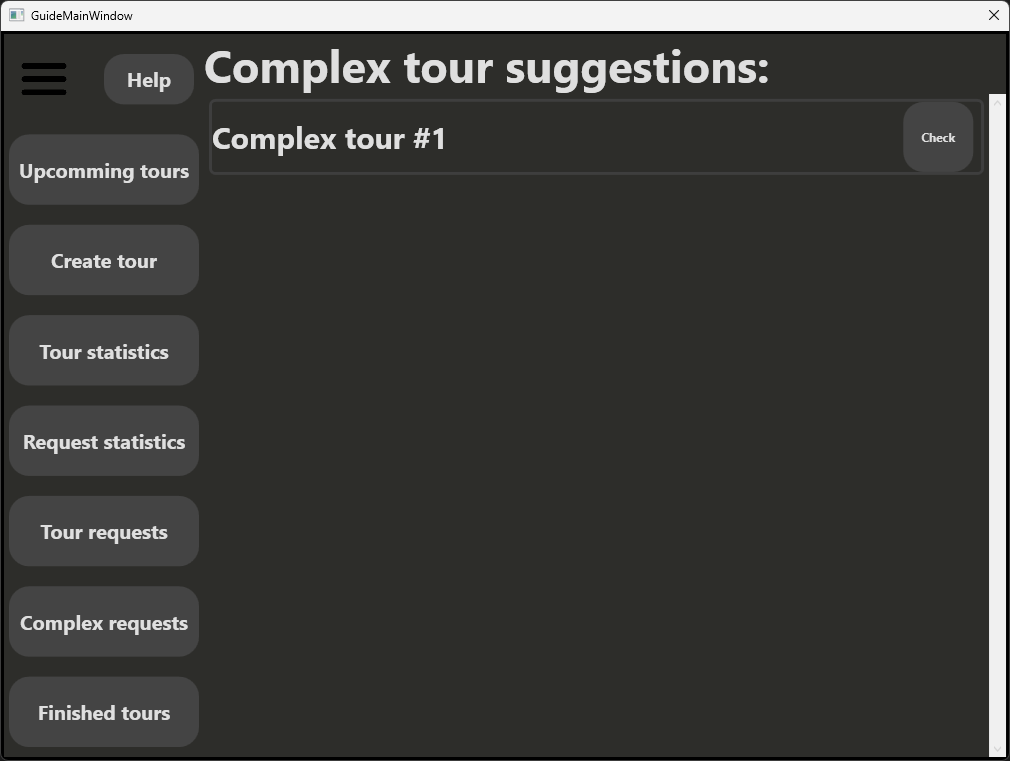 GuideMainWindow
Help
Complex tour suggestions:
Complex tour #1
Check
Upcomming tours
Create tour
Tour statistics
Request statistics
Tour requests
Complex requests
Finished tours